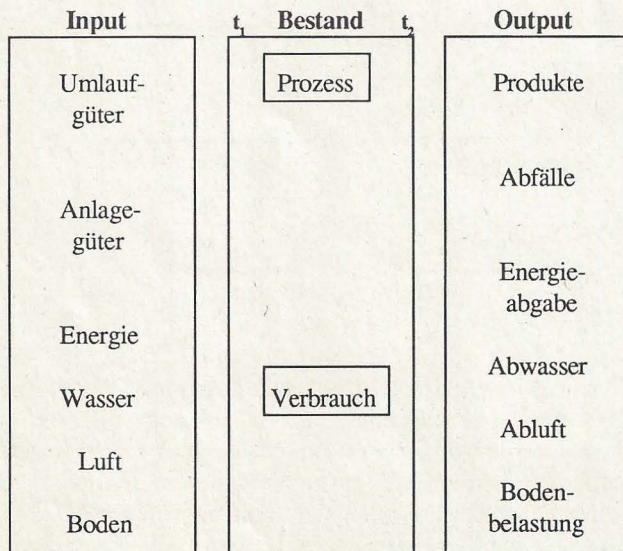 Input
Umlauf-
güter
Anlage-
güter
Energie
Wasser
Luft
Boden
t₁ Bestand t₂
Prozess
Verbrauch
Output
Produkte
Abfälle
Energie-
abgabe
Abwasser
Abluft
Boden-
belastung